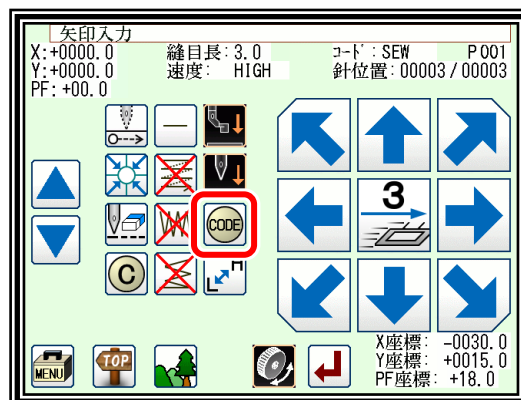 矢印入力
X:+0000.0 縫目長:3.0 コード:SEW P001
Y:+0000.0 速度: HIGH 針位置:00003/00003
PF:+00.0
3
CODE
C
X座標: -0030.0
Y座標: +0015.0
PF座標: +18.0
MENU TOP